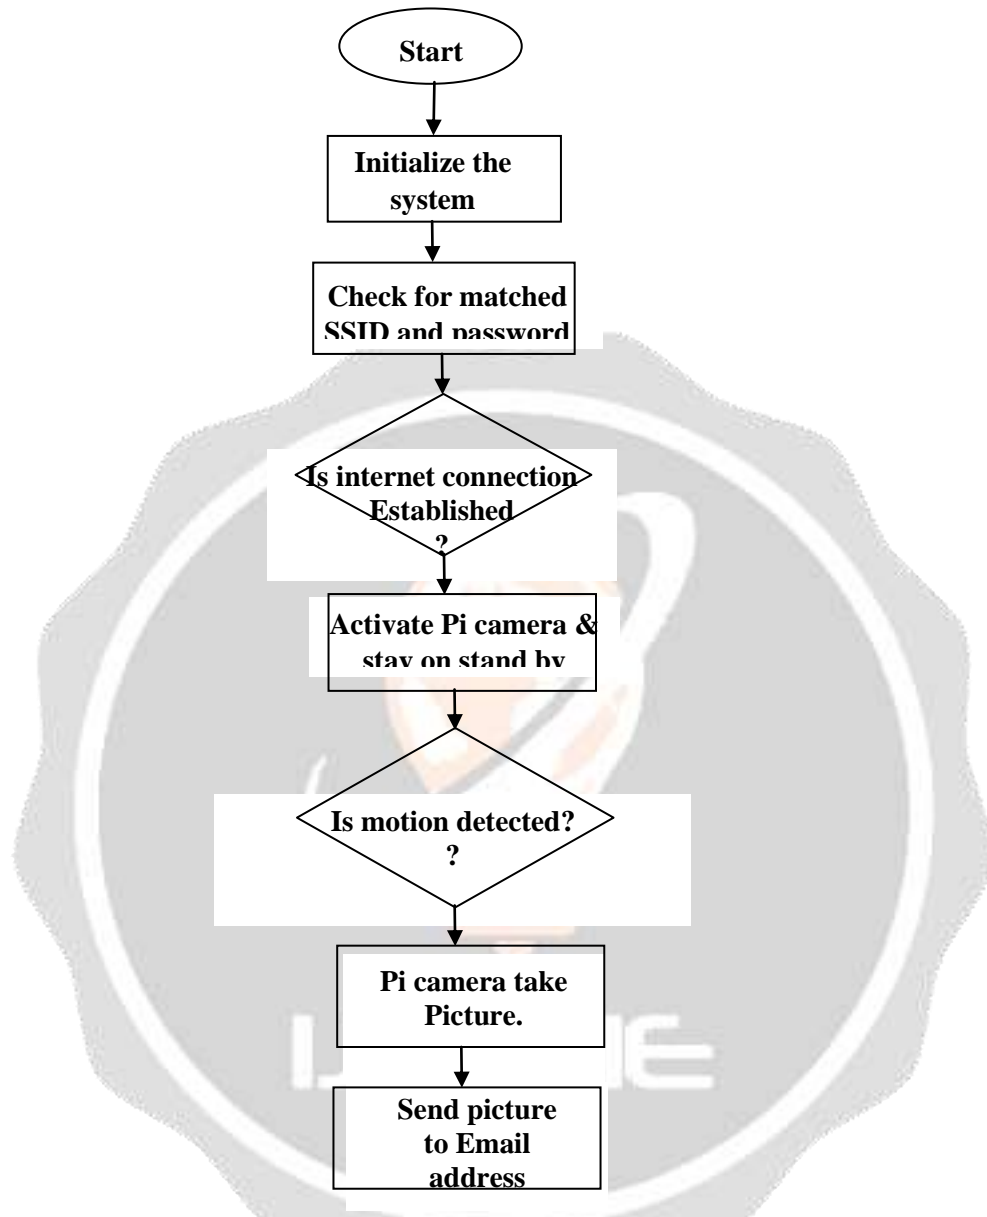 Start
Initialize the
system
Check for matched
SSID and password
Is internet connection
Established
?
Activate Pi camera &
stay on stand by
Is motion detected?
?
Pi camera take
Picture.
Send picture
to Email
address